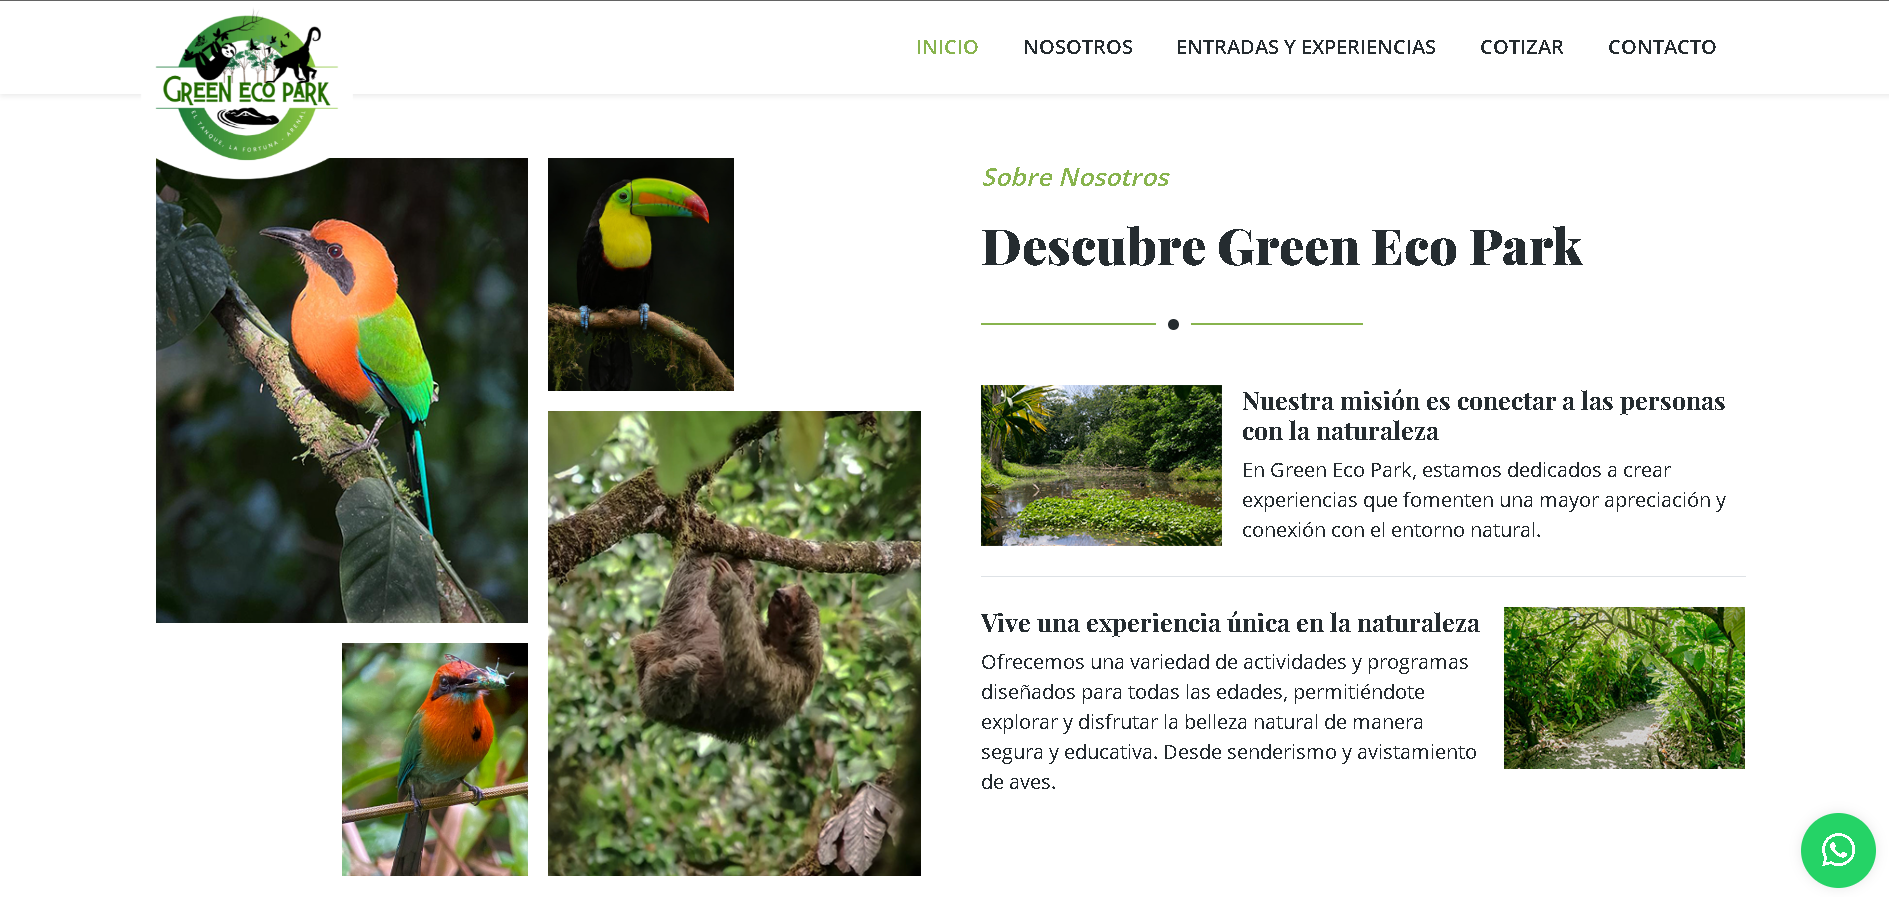 GREEN ECO PARK
EL TANQUE, LA FORTUNA - ARENAL
INICIO
NOSOTROS
ENTRADAS Y EXPERIENCIAS
COTIZAR
CONTACTO
Sobre Nosotros
Descubre Green Eco Park
Nuestra misión es conectar a las personas
con la naturaleza
En Green Eco Park, estamos dedicados a crear
experiencias que fomenten una mayor apreciación y
conexión con el entorno natural.
Vive una experiencia única en la naturaleza
Ofrecemos una variedad de actividades y programas
diseñados para todas las edades, permitiéndote
explorar y disfrutar la belleza natural de manera
segura y educativa. Desde senderismo y avistamiento
de aves.